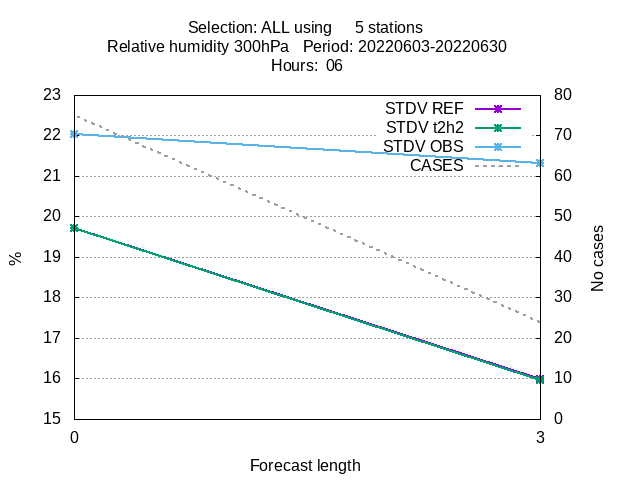 Selection: ALL using 5 stations
Relative humidity 300hPa Period: 20220603-20220630
Hours: 06
23
22
21
20
19
18
17
16
15
%
STDV REF
STDV t2h2
STDV OBS
CASES
80
70
60
50
40
30
20
10
0
No cases
0 3
Forecast length